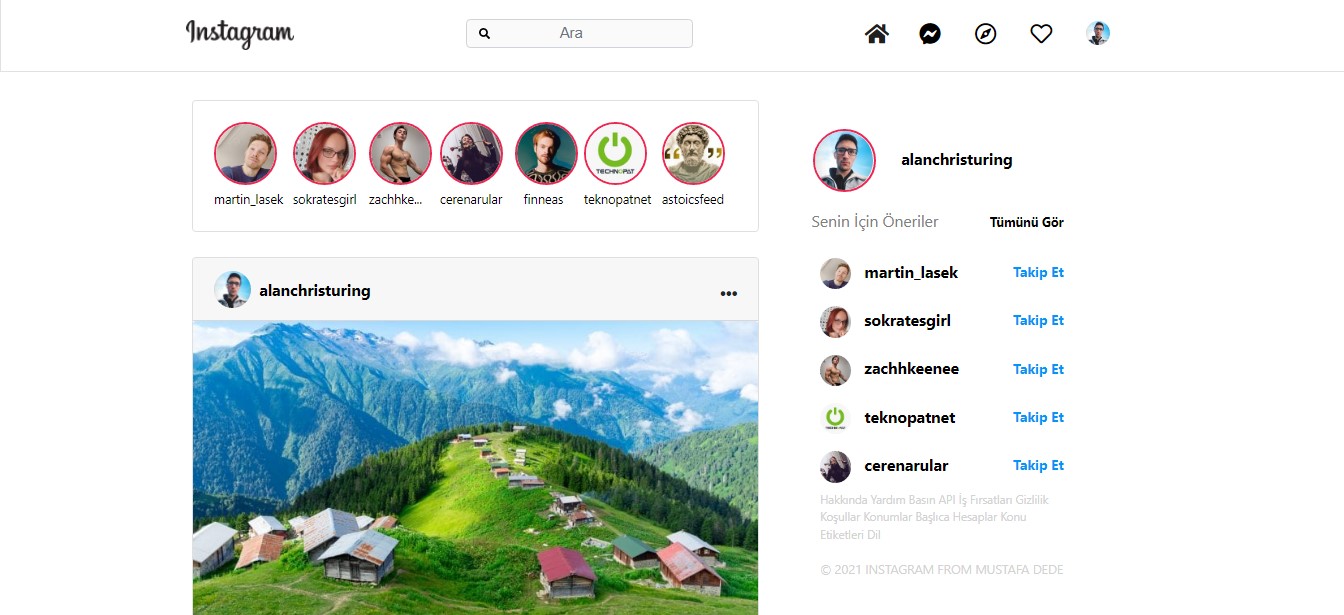 Instagram
Ara
martin_lasek sokratesgirl zachhke... cerenarular finneas teknopatnet astoicsfeed
TECHNOPAT
alanchristuring
alanchristuring
Senin İçin Öneriler Tümünü Gör
martin_lasek Takip Et
sokratesgirl Takip Et
zachhkeenee Takip Et
teknopatnet Takip Et
cerenarular Takip Et
Hakkında Yardım Basın API İş Fırsatları Gizlilik
Koşullar Konumlar Başlıca Hesaplar Konu
Etiketleri Dil
© 2021 INSTAGRAM FROM MUSTAFA DEDE